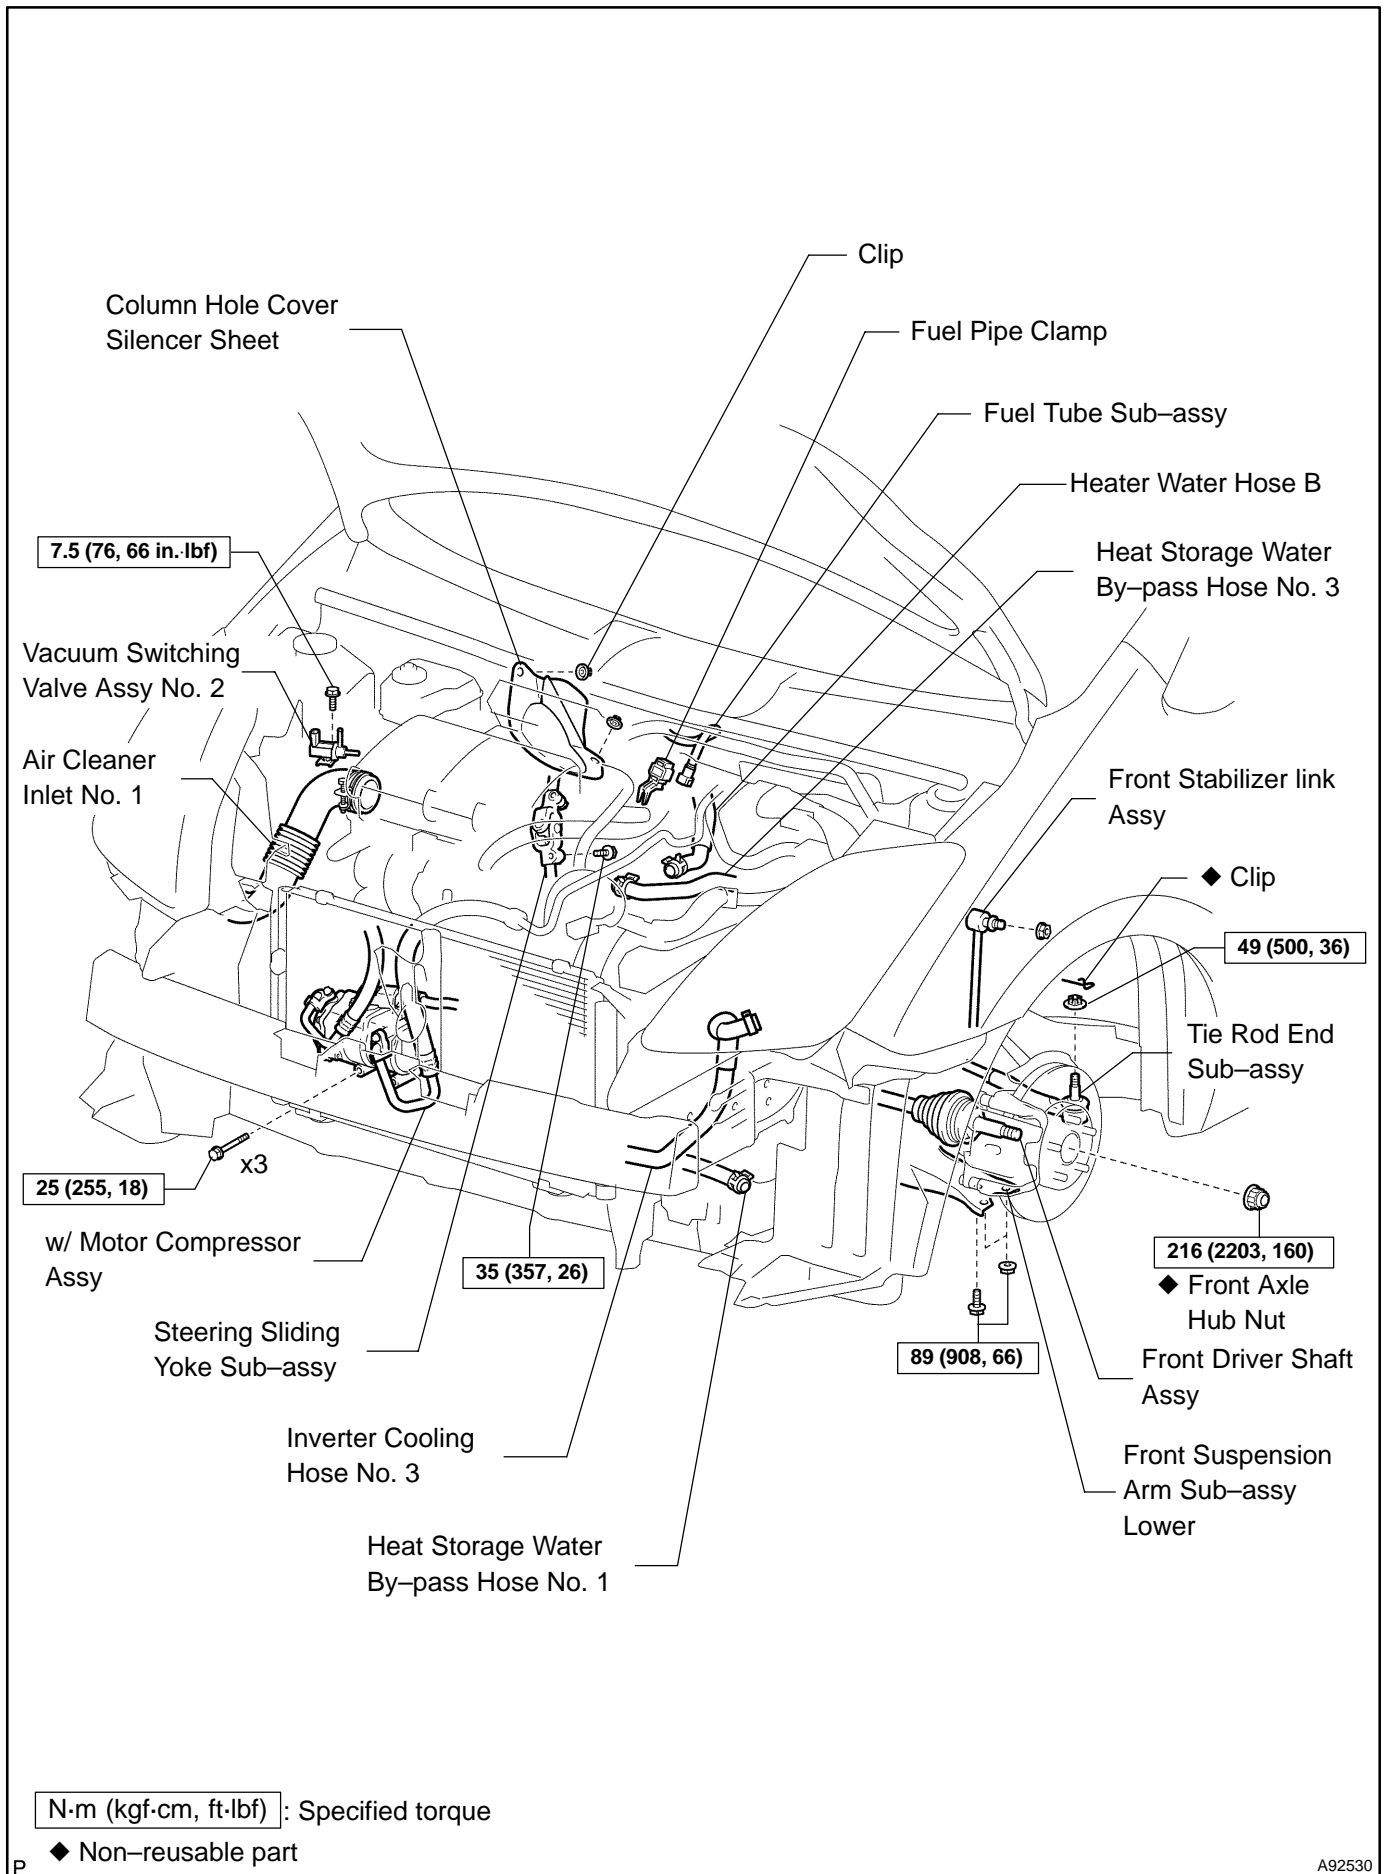 Clip
Column Hole Cover
Silencer Sheet
Fuel Pipe Clamp
Fuel Tube Sub–assy
Heater Water Hose B
7.5 (76, 66 in.·lbf)
Heat Storage Water
By–pass Hose No. 3
Vacuum Switching
Valve Assy No. 2
Air Cleaner
Inlet No. 1
Front Stabilizer link
Assy
◆ Clip
49 (500, 36)
Tie Rod End
Sub–assy
x3
25 (255, 18)
w/ Motor Compressor
Assy
35 (357, 26)
216 (2203, 160)
◆ Front Axle
Hub Nut
89 (908, 66)
Steering Sliding
Yoke Sub–assy
Front Driver Shaft
Assy
Inverter Cooling
Hose No. 3
Front Suspension
Arm Sub–assy
Lower
Heat Storage Water
By–pass Hose No. 1
N·m (kgf·cm, ft·lbf) : Specified torque
◆ Non–reusable part
P
A92530